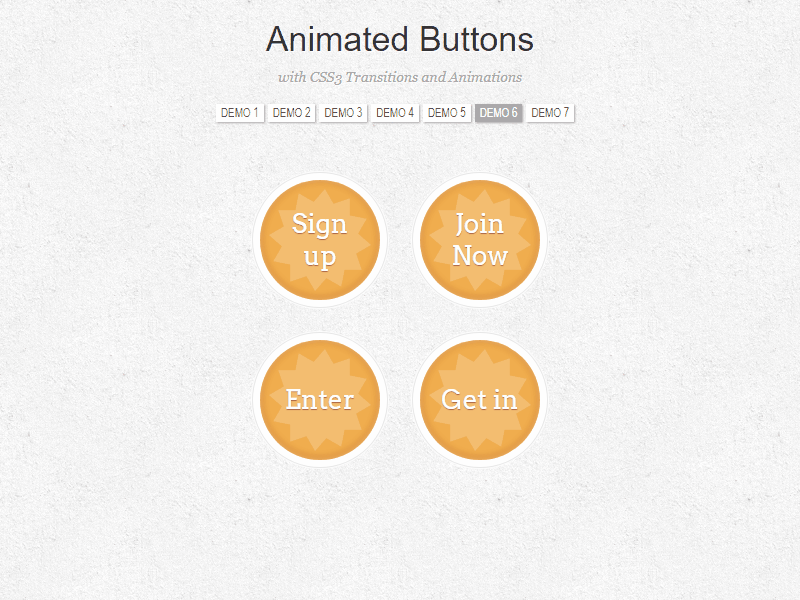 Animated Buttons
with CSS3 Transitions and Animations
DEMO 1 DEMO 2 DEMO 3 DEMO 4 DEMO 5 DEMO 6 DEMO 7
Sign
up
Join
Now
Enter
Get in